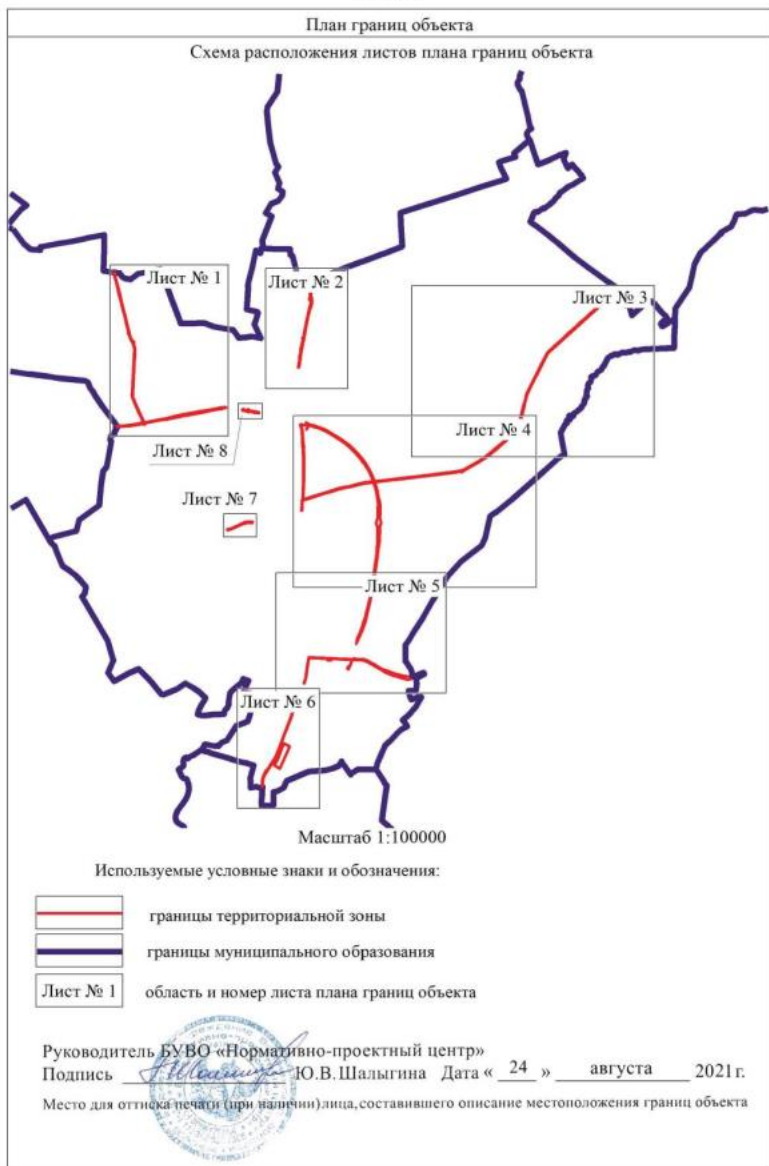 План границ объекта
Схема расположения листов плана границ объекта
Лист № 1
Лист № 2
Лист № 3
Лист № 4
Лист № 8
Лист № 7
Лист № 5
Лист № 6
Масштаб 1:100000
Используемые условные знаки и обозначения:
границы территориальной зоны
границы муниципального образования
Лист № 1 область и номер листа плана границ объекта
Руководитель БУВО «Нормативно-проектный центр»
Подпись Ю.В.Шалыгина Дата « 24 » августа 2021 г.
Место для оттиска печати (при наличии) лица, составившего описание местоположения границ объекта